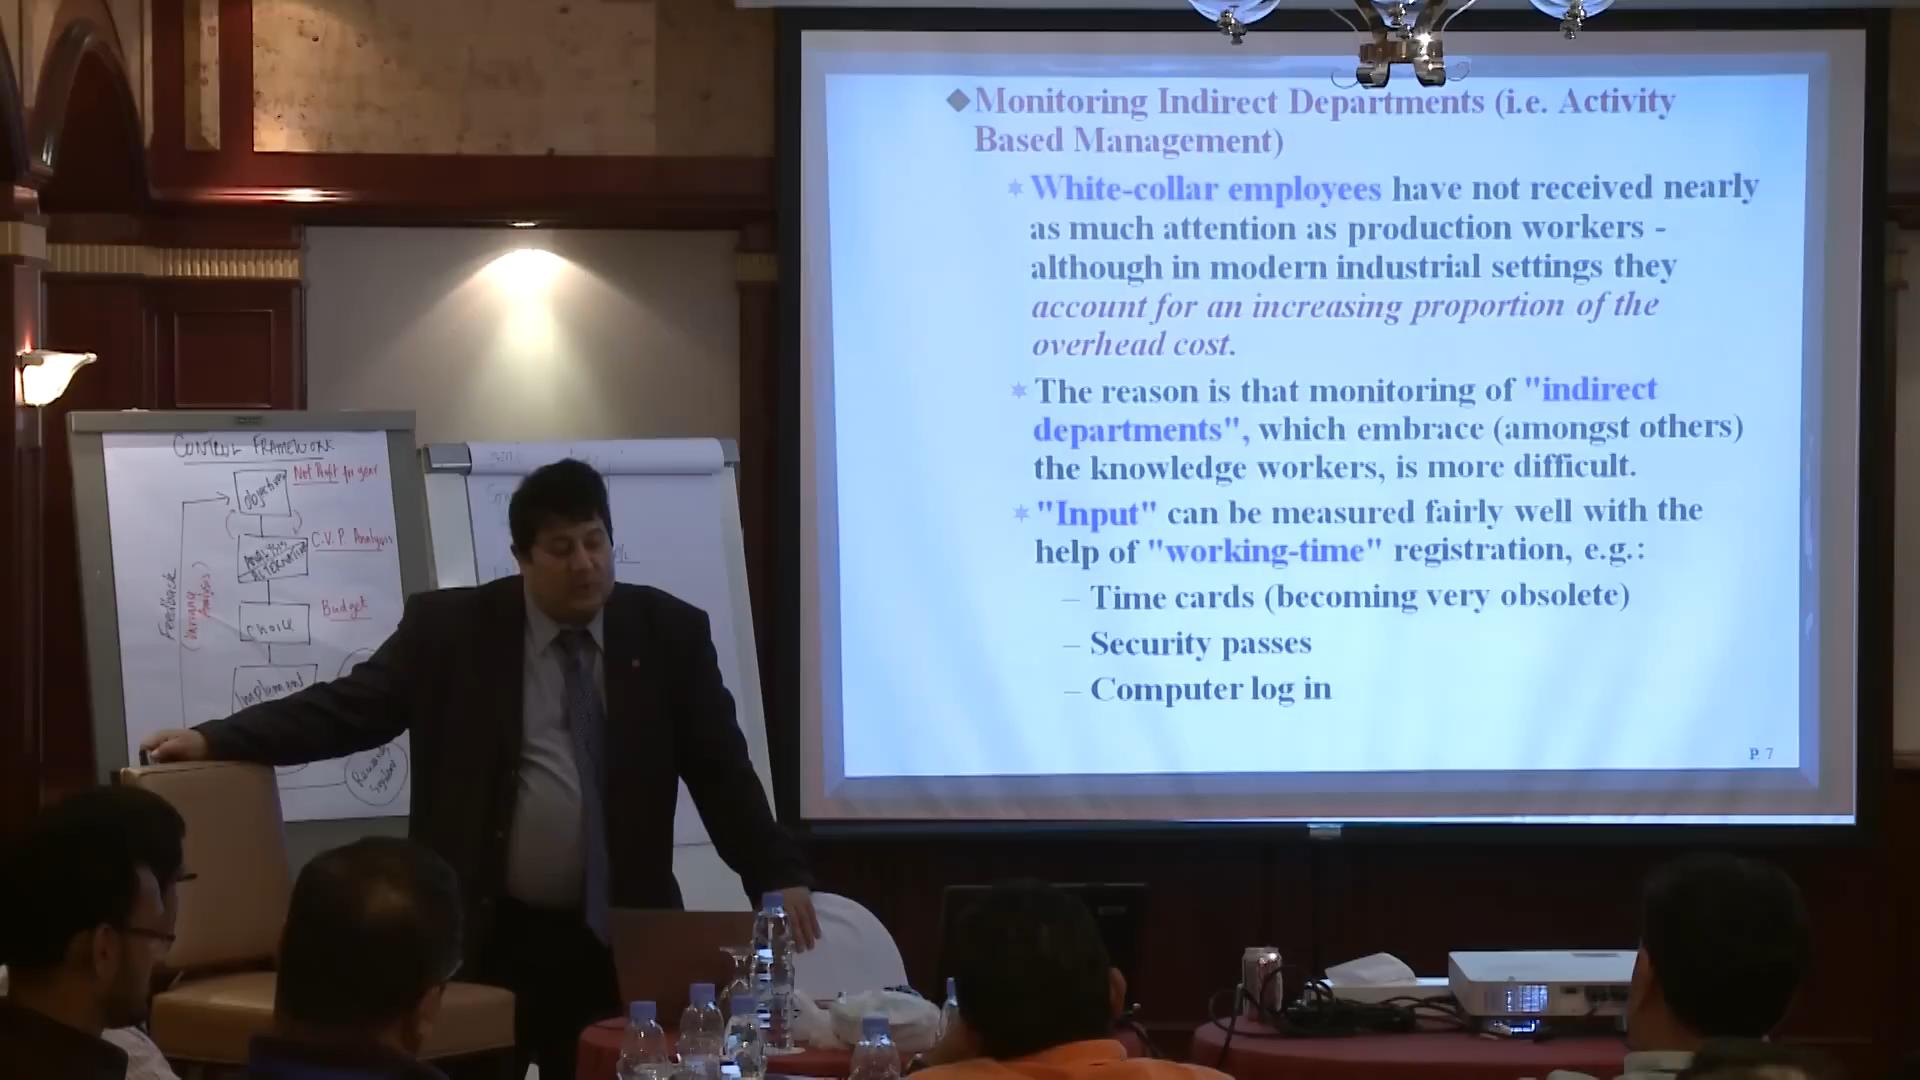 ◆Monitoring Indirect Departments (i.e. Activity
Based Management)
White-collar employees have not received nearly
as much attention as production workers -
although in modern industrial settings they
account for an increasing proportion of the
overhead cost.
The reason is that monitoring of "indirect
departments", which embrace (amongst others)
the knowledge workers, is more difficult.
"Input" can be measured fairly well with the
help of "working-time" registration, e.g.:
– Time cards (becoming very obsolete)
– Security passes
– Computer log in
P. 7
CONTROL FRAMEWORK
Net Profit for year
C.V.P. Analysis
Budget
choice
Implement
Feedback